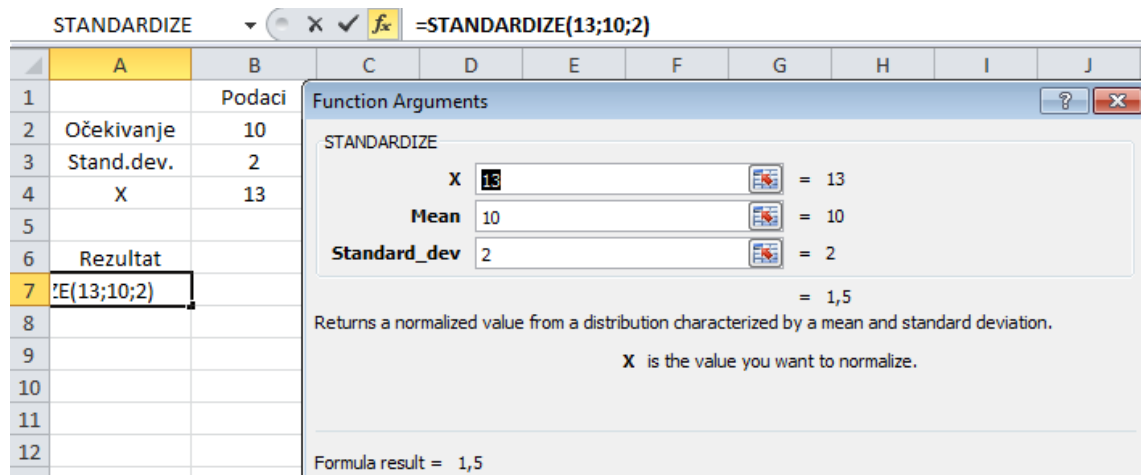 STANDARDIZE fx =STANDARDIZE(13;10;2)
A B C D E F G H I J
1 Podaci
2 Očekivanje 10
3 Stand.dev. 2
4 X 13
5
6 Rezultat
7 ZE(13;10;2)
8
9
10
11
12
Function Arguments
STANDARDIZE
X 13 = 13
Mean 10 = 10
Standard_dev 2 = 2
= 1,5
Returns a normalized value from a distribution characterized by a mean and standard deviation.
X is the value you want to normalize.
Formula result = 1,5